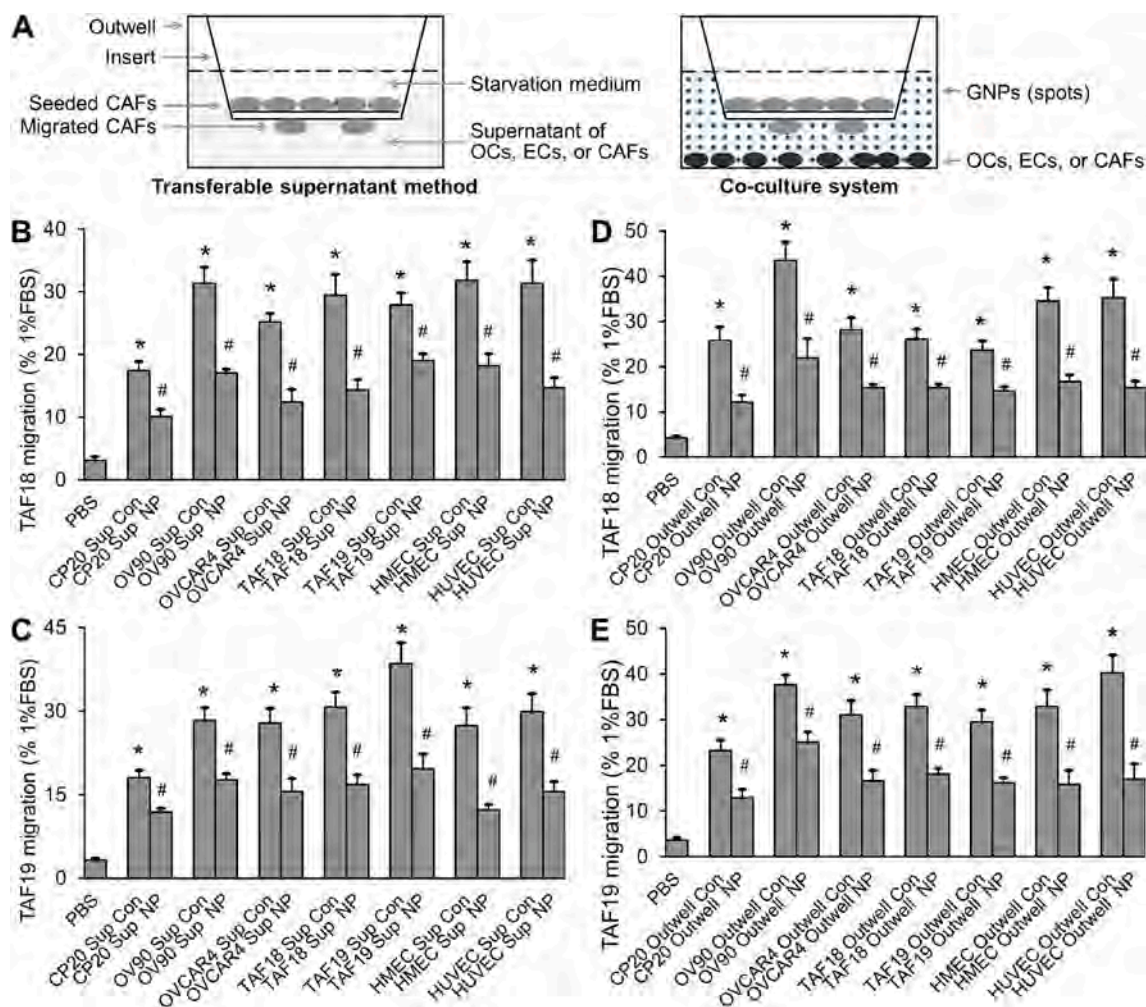 A
Outwell
Insert
Seeded CAFs
Migrated CAFs
Starvation medium
Supernatant of
OCs, ECs, or CAFs
Transferable supernatant method
GNPs (spots)
OCs, ECs, or CAFs
Co-culture system
B
TAF18 migration (% 1%FBS)
40
30
20
10
0
* # * # * # * # * # * # * #
PBS
CP20 Sup Con
CP20 Sup NP
OV90 Sup Con
OV90 Sup NP
OVCAR4 Sup Con
OVCAR4 Sup NP
TAF18 Sup Con
TAF18 Sup NP
TAF19 Sup Con
TAF19 Sup NP
HMEC Sup Con
HMEC Sup NP
HUVEC Sup Con
HUVEC Sup NP
D
TAF18 migration (% 1%FBS)
50
40
30
20
10
0
* # * # * # * # * # * # * #
PBS
CP20 Outwell Con
CP20 Outwell NP
OV90 Outwell Con
OV90 Outwell NP
OVCAR4 Outwell Con
OVCAR4 Outwell NP
TAF18 Outwell Con
TAF18 Outwell NP
TAF19 Outwell Con
TAF19 Outwell NP
HMEC Outwell Con
HMEC Outwell NP
HUVEC Outwell Con
HUVEC Outwell NP
C
TAF19 migration (% 1%FBS)
45
30
15
0
* # * # * # * # * # * # * #
PBS
CP20 Sup Con
CP20 Sup NP
OV90 Sup Con
OV90 Sup NP
OVCAR4 Sup Con
OVCAR4 Sup NP
TAF18 Sup Con
TAF18 Sup NP
TAF19 Sup Con
TAF19 Sup NP
HMEC Sup Con
HMEC Sup NP
HUVEC Sup Con
HUVEC Sup NP
E
TAF19 migration (% 1%FBS)
50
40
30
20
10
0
* # * # * # * # * # * # * #
PBS
CP20 Outwell Con
CP20 Outwell NP
OV90 Outwell Con
OV90 Outwell NP
OVCAR4 Outwell Con
OVCAR4 Outwell NP
TAF18 Outwell Con
TAF18 Outwell NP
TAF19 Outwell Con
TAF19 Outwell NP
HMEC Outwell Con
HMEC Outwell NP
HUVEC Outwell Con
HUVEC Outwell NP